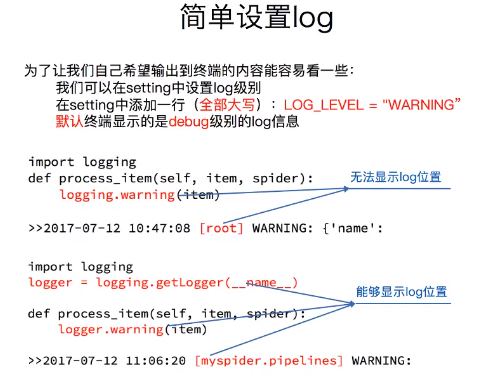 简单设置log
为了让我们自己希望输出到终端的内容能容易看一些：
我们可以在setting中设置log级别
在setting中添加一行（全部大写）：LOG_LEVEL = "WARNING”
默认终端显示的是debug级别的log信息
import logging
def process_item(self, item, spider):
logging.warning(item)
无法显示log位置
>>2017-07-12 10:47:08 [root] WARNING: {'name':
import logging
logger = logging.getLogger(__name__)
能够显示log位置
def process_item(self, item, spider):
logger.warning(item)
>>2017-07-12 11:06:20 [myspider.pipelines] WARNING: